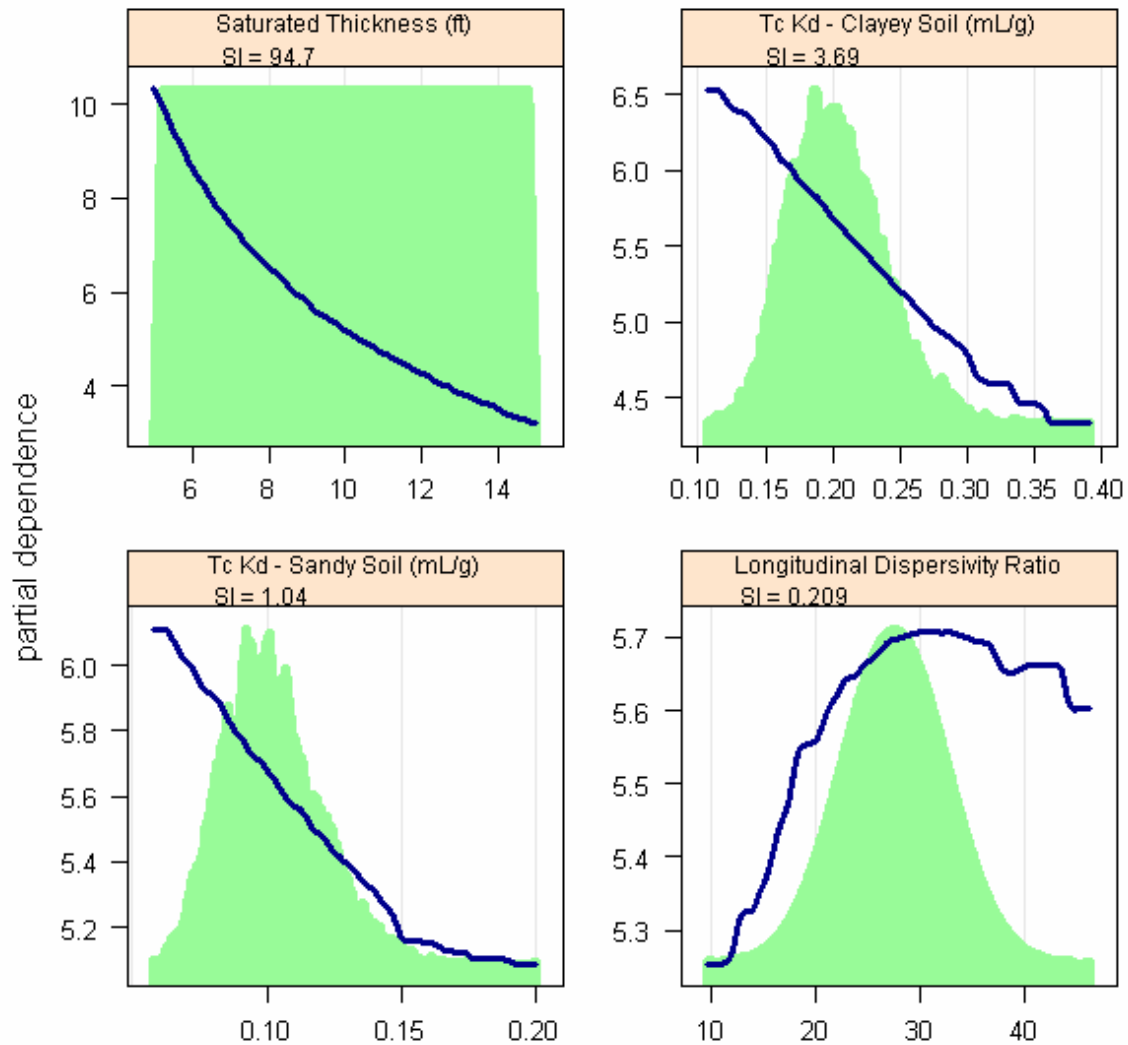 Saturated Thickness (ft)
SI = 94.7
10
8
6
4
6 8 10 12 14
Tc Kd - Clayey Soil (mL/g)
SI = 3.69
6.5
6.0
5.5
5.0
4.5
0.10 0.15 0.20 0.25 0.30 0.35 0.40
partial dependence
Tc Kd - Sandy Soil (mL/g)
SI = 1.04
6.0
5.8
5.6
5.4
5.2
0.10 0.15 0.20
Longitudinal Dispersivity Ratio
SI = 0.209
5.7
5.6
5.5
5.4
5.3
10 20 30 40